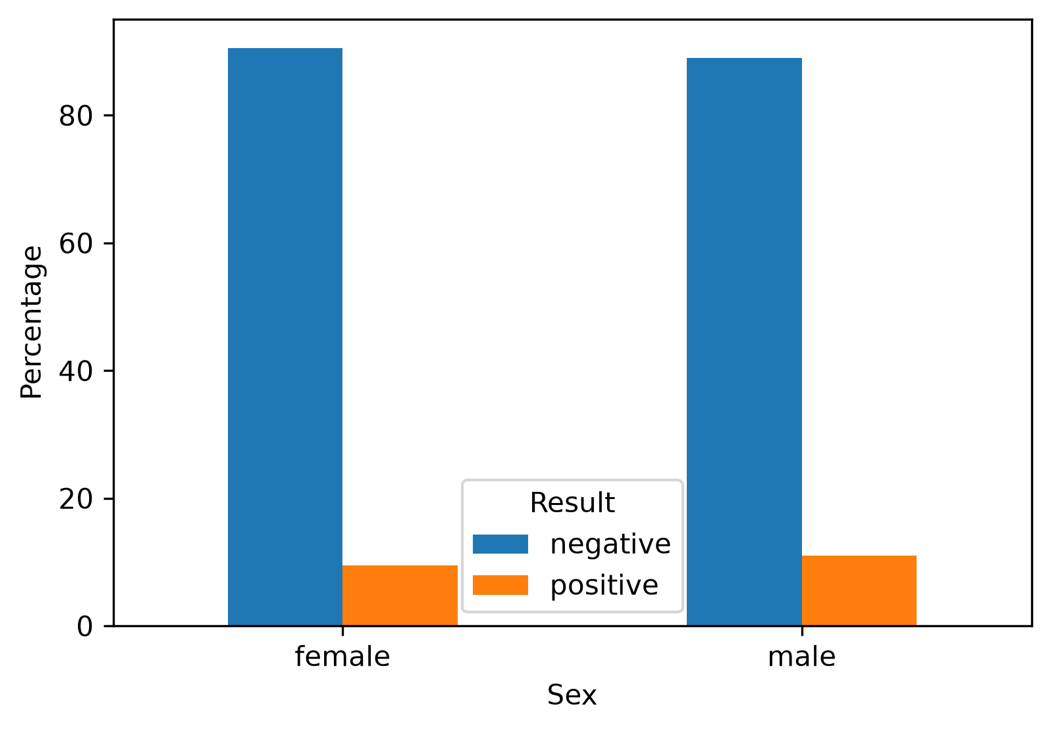 80
60
40
20
0
Percentage
Result
negative
positive
female
male
Sex